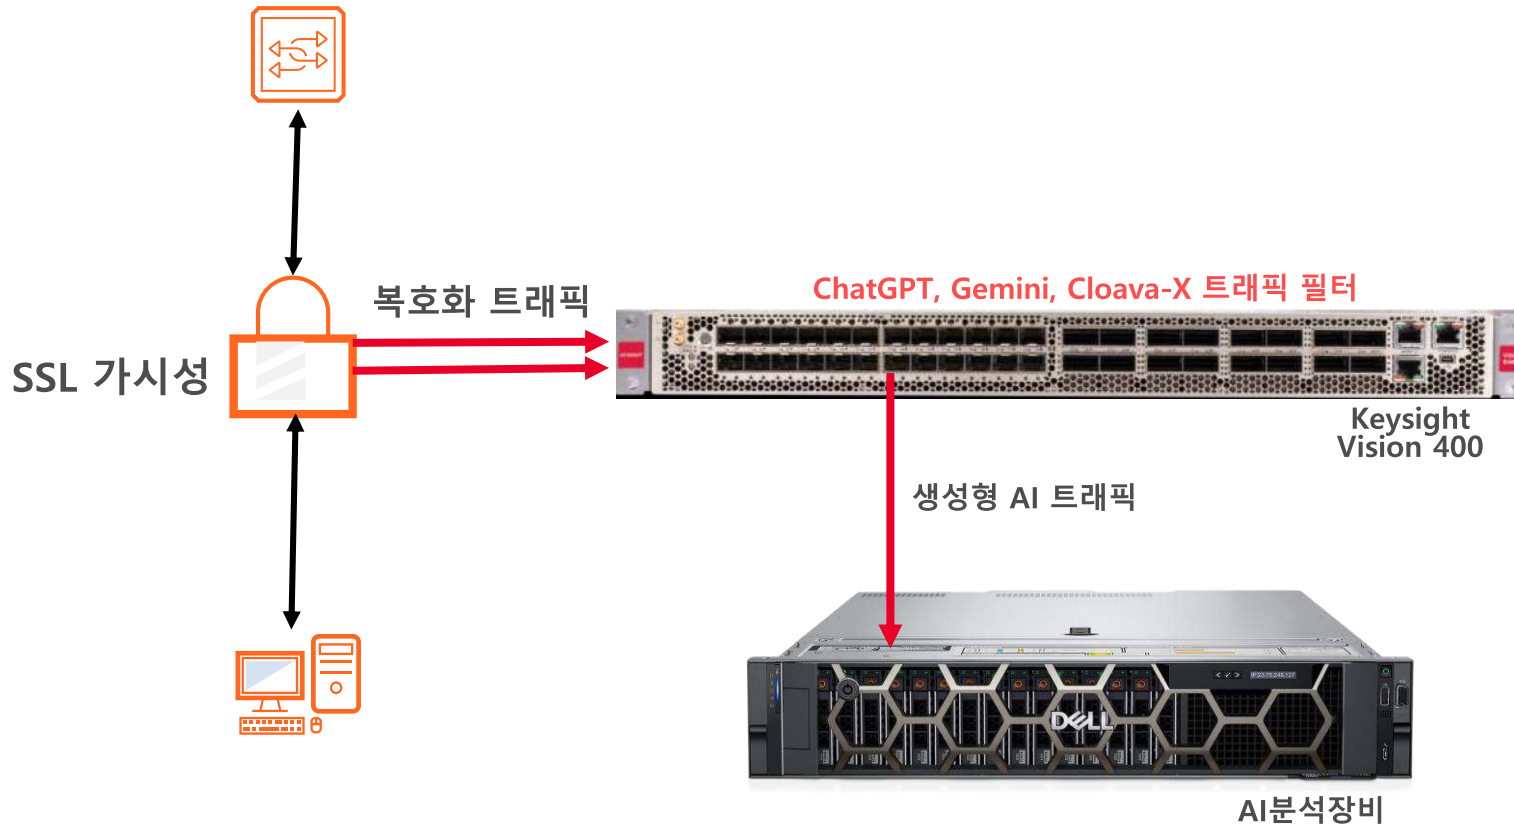 복호화 트래픽
SSL 가시성
ChatGPT, Gemini, Cloava-X 트래픽 필터
Keysight
Vision 400
생성형 AI 트래픽
DELL
AI분석장비